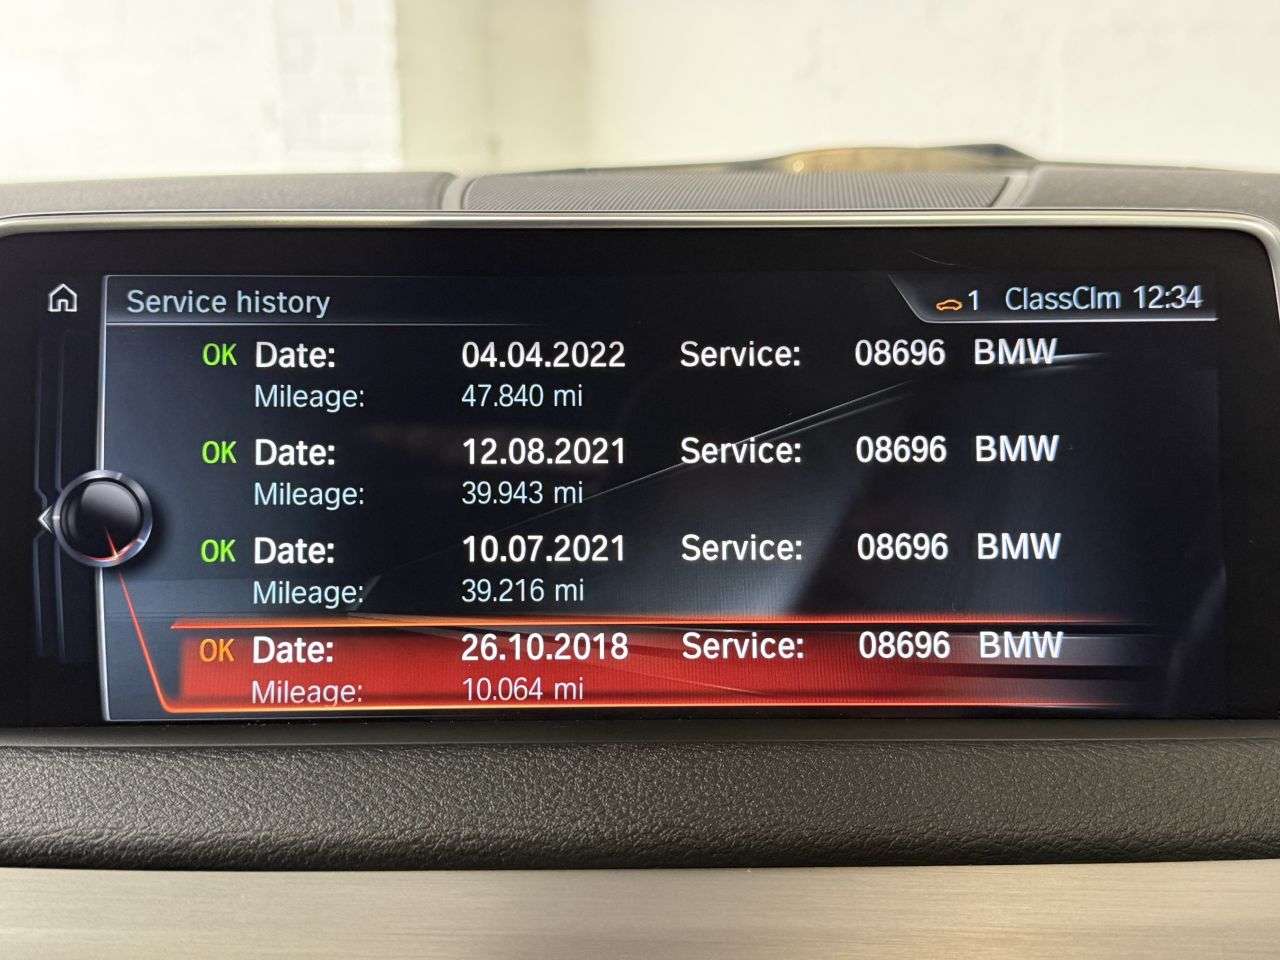 Service history 1 ClassClm 12:34
OK Date: 04.04.2022 Service: 08696 BMW
Mileage: 47.840 mi
OK Date: 12.08.2021 Service: 08696 BMW
Mileage: 39.943 mi
OK Date: 10.07.2021 Service: 08696 BMW
Mileage: 39.216 mi
OK Date: 26.10.2018 Service: 08696 BMW
Mileage: 10.064 mi